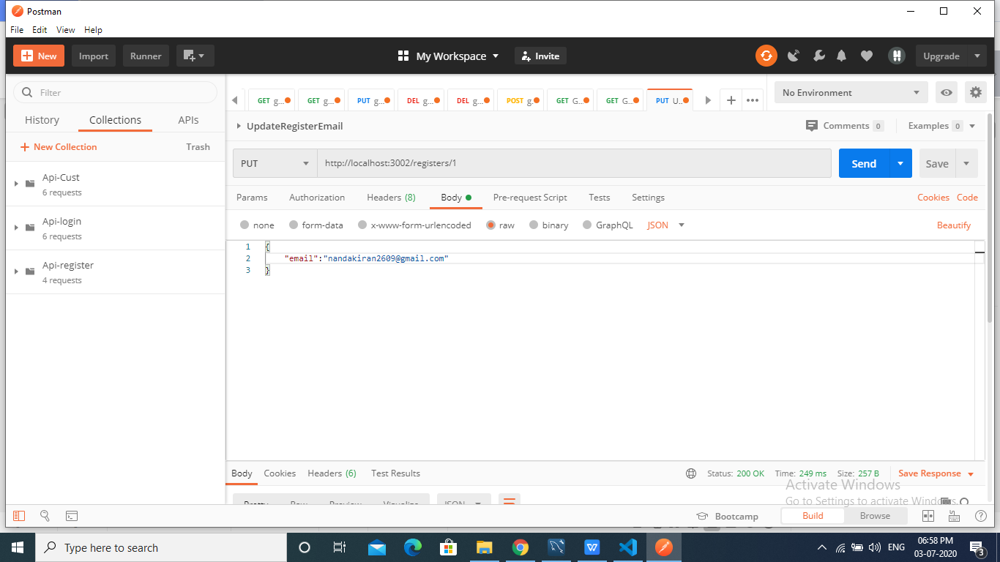 Postman
File Edit View Help
New Import Runner My Workspace Invite Upgrade
Filter
History Collections APIs
New Collection Trash
Api-Cust
6 requests
Api-login
6 requests
Api-register
4 requests
GET g... GET g... PUT g... DEL g... DEL g... POST g. GET G... GET G... PUT U..
No Environment
UpdateRegisterEmail Comments 0 Examples 0
PUT http://localhost:3002/registers/1 Send Save
Params Authorization Headers (8) Body Pre-request Script Tests Settings Cookies Code
none form-data x-www-form-urlencoded raw binary GraphQL JSON Beautify
1 {
2 "email":"nandakiran2609@gmail.com"
3 }
Body Cookies Headers (6) Test Results Status: 200 OK Time: 249 ms Size: 257 B Save Response
Pretty Raw Preview Visualize JSON
Activate Windows
Go to Settings to activate Windows.
Bootcamp Build Browse
Type here to search
ENG 06:58 PM
03-07-2020
3